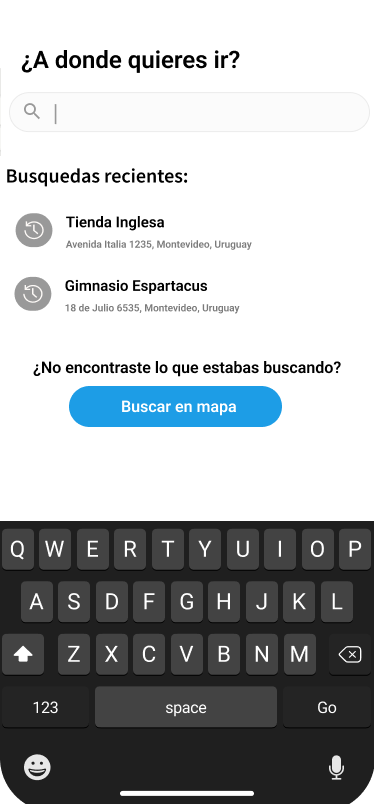 ¿A donde quieres ir?
Busquedas recientes:
Tienda Inglesa
Avenida Italia 1235, Montevideo, Uruguay
Gimnasio Espartacus
18 de Julio 6535, Montevideo, Uruguay
¿No encontraste lo que estabas buscando?
Buscar en mapa
Q W E R T Y U I O P
A S D F G H J K L
Z X C V B N M
123 space Go